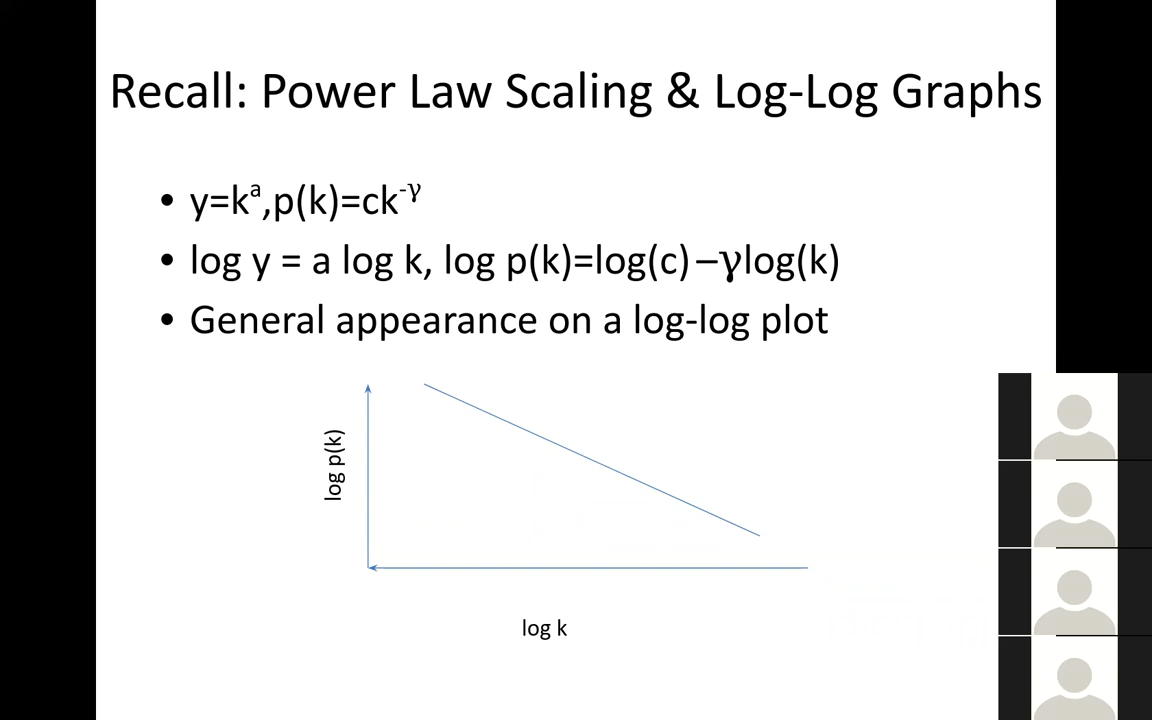 Recall: Power Law Scaling & Log-Log Graphs
• y=kᵃ,p(k)=ck⁻ᵞ
• log y = a log k, log p(k)=log(c)–γlog(k)
• General appearance on a log-log plot
log p(k)
log k